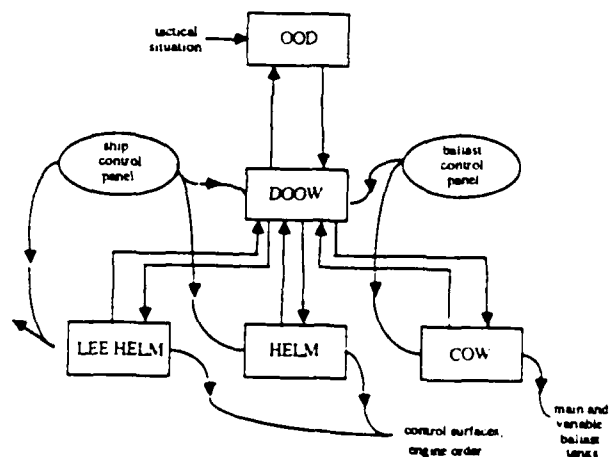 tactical
situation
OOD
ship
control
panel
ballast
control
panel
DOOW
LEE HELM
HELM
COW
control surfaces,
engine order
main and
variable
ballast
tanks